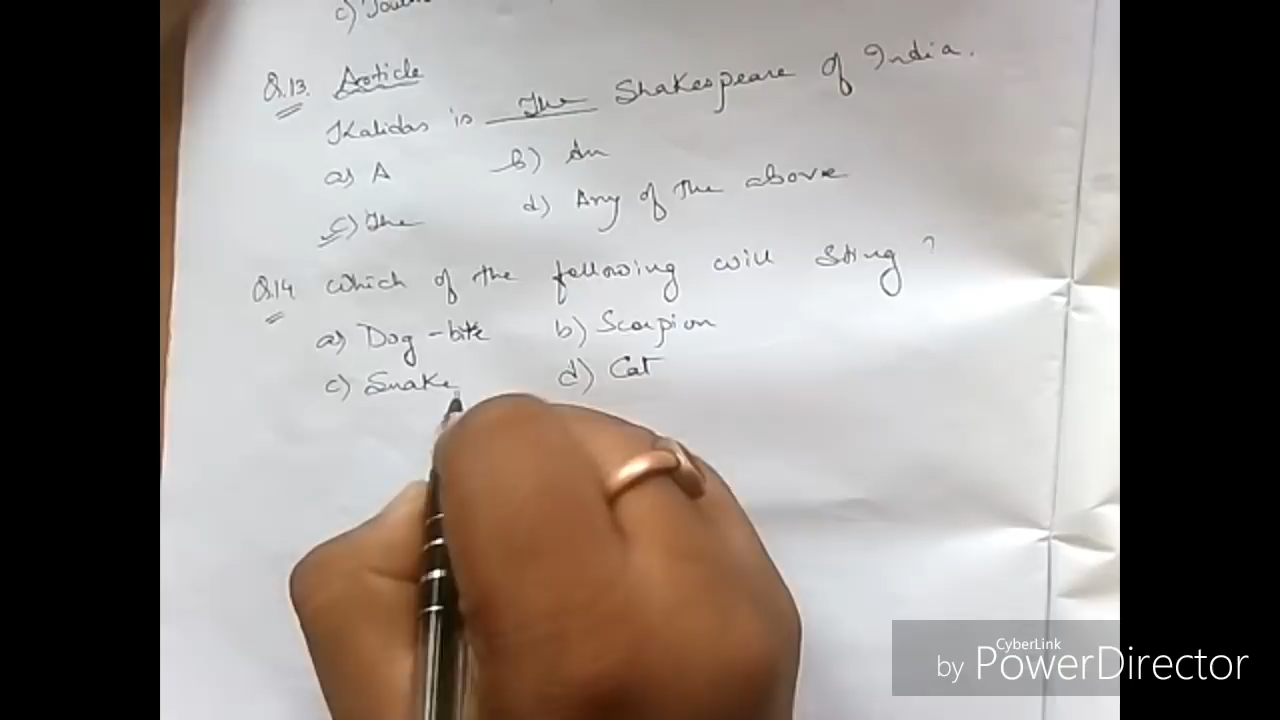 c)
Q.13. Article
Kalidas is The Shakespeare of India.
a) A b) An
c) The d) Any of the above
Q.14 Which of the following will Sting ?
a) Dog - bite b) Scorpion
c) Snake d) Cat
CyberLink
by PowerDirector